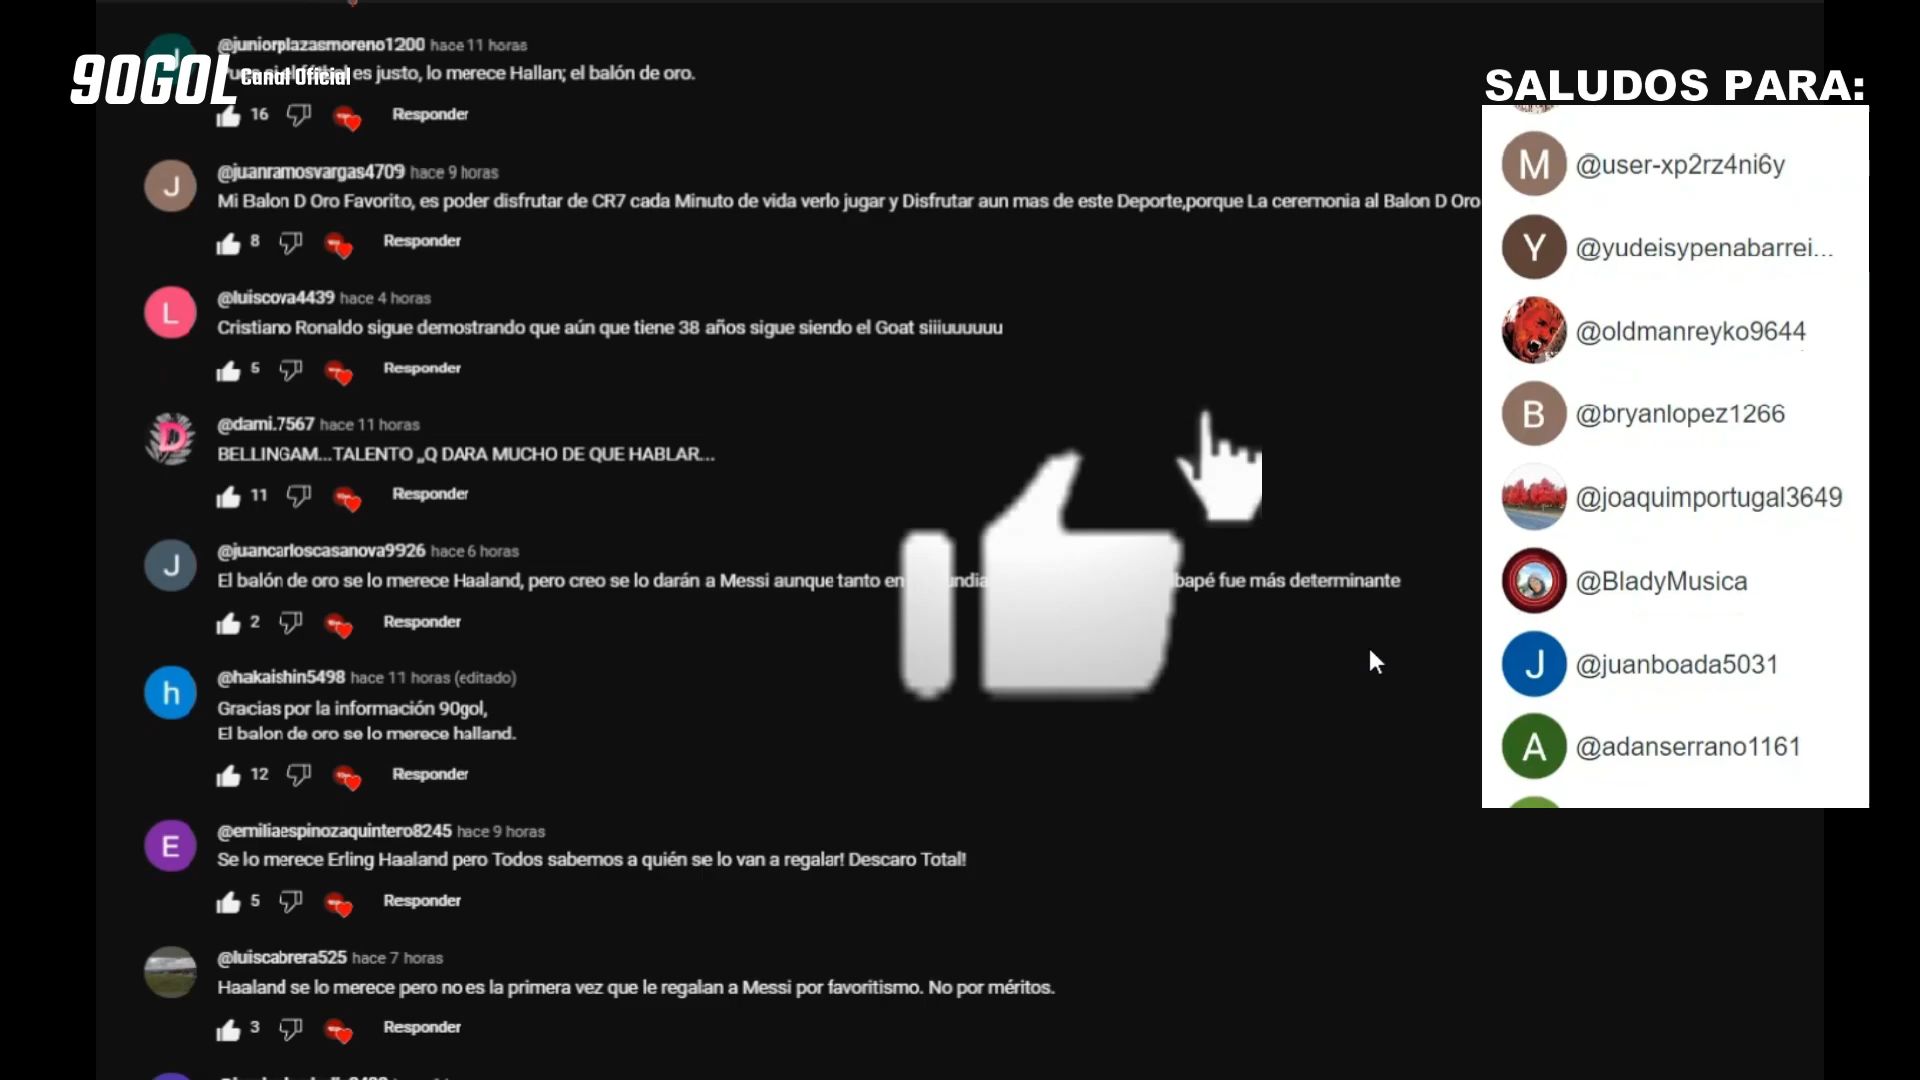 @juniorplazasmoreno1200 hace 11 horas
90GOL Canal Oficial
es justo, lo merece Hallan; el balón de oro.
16 Responder
@juanramosvargas4709 hace 9 horas
Mi Balon D Oro Favorito, es poder disfrutar de CR7 cada Minuto de vida verlo jugar y Disfrutar aun mas de este Deporte,porque La ceremonia al Balon D Oro
8 Responder
@luiscova4439 hace 4 horas
Cristiano Ronaldo sigue demostrando que aún que tiene 38 años sigue siendo el Goat siiiuuuuuu
5 Responder
D
@dami.7567 hace 11 horas
BELLINGAM...TALENTO ,,Q DARA MUCHO DE QUE HABLAR...
11 Responder
J
@juancarloscasanova9926 hace 6 horas
El balón de oro se lo merece Haaland, pero creo se lo darán a Messi aunque tanto en fue más determinante
2 Responder
h
@hakaishin5498 hace 11 horas (editado)
Gracias por la información 90gol,
El balon de oro se lo merece halland.
12 Responder
E
@emiliaespinozaquintero8245 hace 9 horas
Se lo merece Erling Haaland pero Todos sabemos a quién se lo van a regalar! Descaro Total!
5 Responder
@luiscabrera525 hace 7 horas
Haaland se lo merece pero no es la primera vez que le regalan a Messi por favoritismo. No por méritos.
3 Responder
SALUDOS PARA:
M @user-xp2rz4ni6y
Y @yudeisypenabarrei...
@oldmanreyko9644
B @bryanlopez1266
@joaquimportugal3649
@BladyMusica
J @juanboada5031
A @adanserrano1161